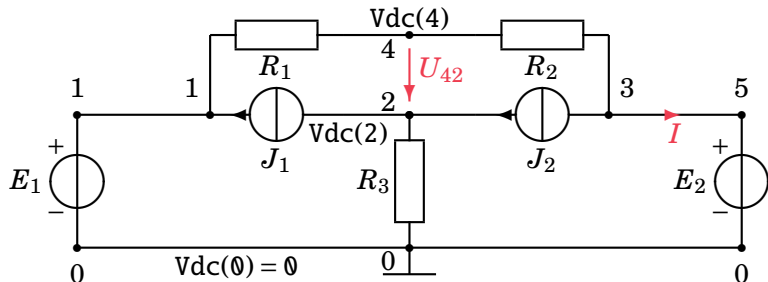 Vdc(4)
4
R1 U42 R2
1 1 2 3 5
J1 Vdc(2) J2 I
+ +
E1 R3 E2
− −
Vdc(0) = 0
0 0 0